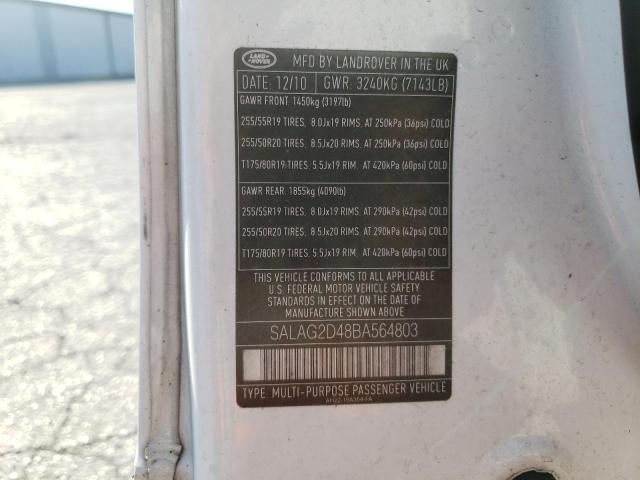 LAND ROVER
MFD BY LANDROVER IN THE UK
DATE: 12/10 GWR: 3240KG (7143LB)
GAWR FRONT: 1450kg (3197lb)
255/55R19 TIRES. 8.0Jx19 RIMS. AT 250kPa (36psi) COLD
255/50R20 TIRES. 8.5Jx20 RIMS. AT 250kPa (36psi) COLD
T175/80R19 TIRES. 5.5Jx19 RIM. AT 420kPa (60psi) COLD
GAWR REAR: 1855kg (4090lb)
255/55R19 TIRES. 8.0Jx19 RIMS. AT 290kPa (42psi) COLD
255/50R20 TIRES. 8.5Jx20 RIMS. AT 290kPa (42psi) COLD
T175/80R19 TIRES. 5.5Jx19 RIM. AT 420kPa (60psi) COLD
THIS VEHICLE CONFORMS TO ALL APPLICABLE
U.S. FEDERAL MOTOR VEHICLE SAFETY
STANDARDS IN EFFECT ON THE DATE OF
MANUFACTURE SHOWN ABOVE.
SALAG2D48BA564803
TYPE: MULTI-PURPOSE PASSENGER VEHICLE